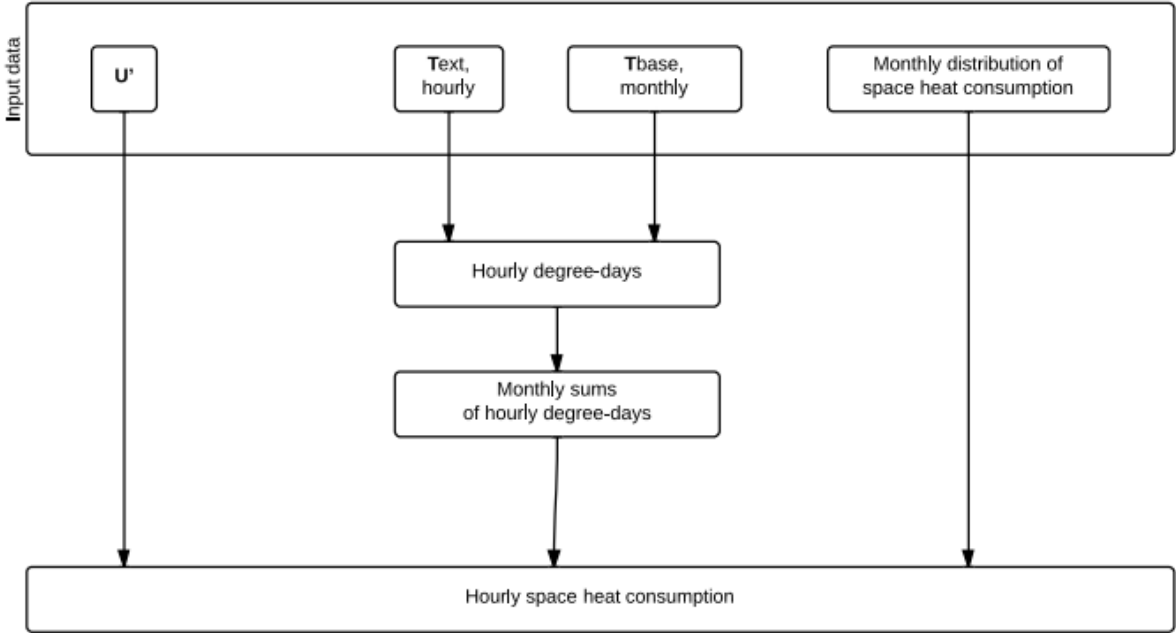 Input data
U’
Text,
hourly
Tbase,
monthly
Monthly distribution of
space heat consumption
Hourly degree-days
Monthly sums
of hourly degree-days
Hourly space heat consumption